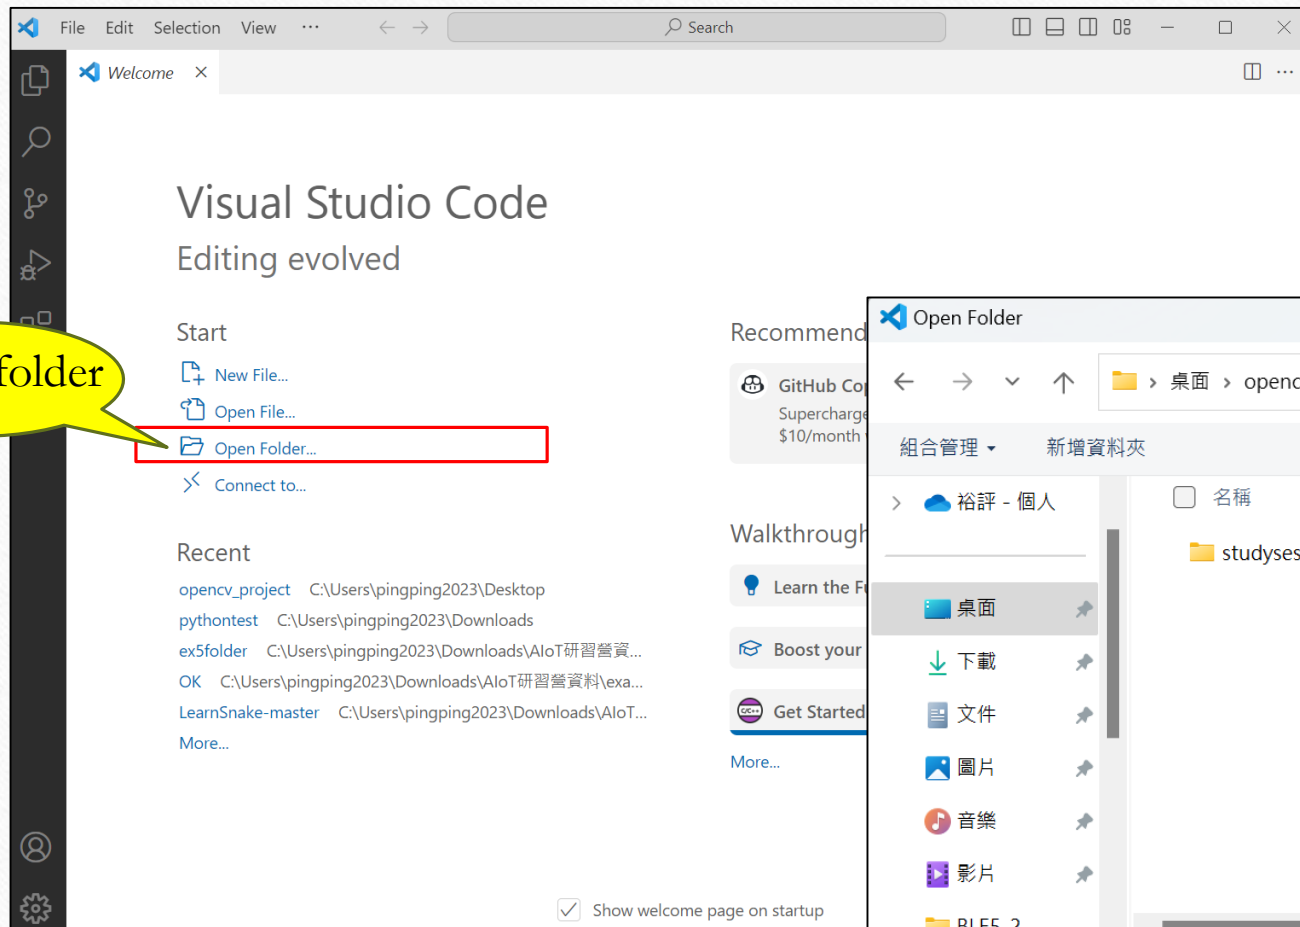 File Edit Selection View ··· Search
Welcome
Visual Studio Code
Editing evolved
folder
Start
New File...
Open File...
Open Folder...
Connect to...
Recent
opencv_project C:\Users\pingping2023\Desktop
pythontest C:\Users\pingping2023\Downloads
ex5folder C:\Users\pingping2023\Downloads\AIoT研習營資...
OK C:\Users\pingping2023\Downloads\AIoT研習營資料\exa...
LearnSnake-master C:\Users\pingping2023\Downloads\AIoT...
More...
Recommend
GitHub Cop
Supercharge
$10/month
Walkthrough
Learn the Fu
Boost your
C/C++ Get Started
More...
Show welcome page on startup
Open Folder
桌面 › openc
組合管理 新增資料夾
裕評 - 個人
名稱
studyses
桌面
下載
文件
圖片
音樂
影片
BLE5_2